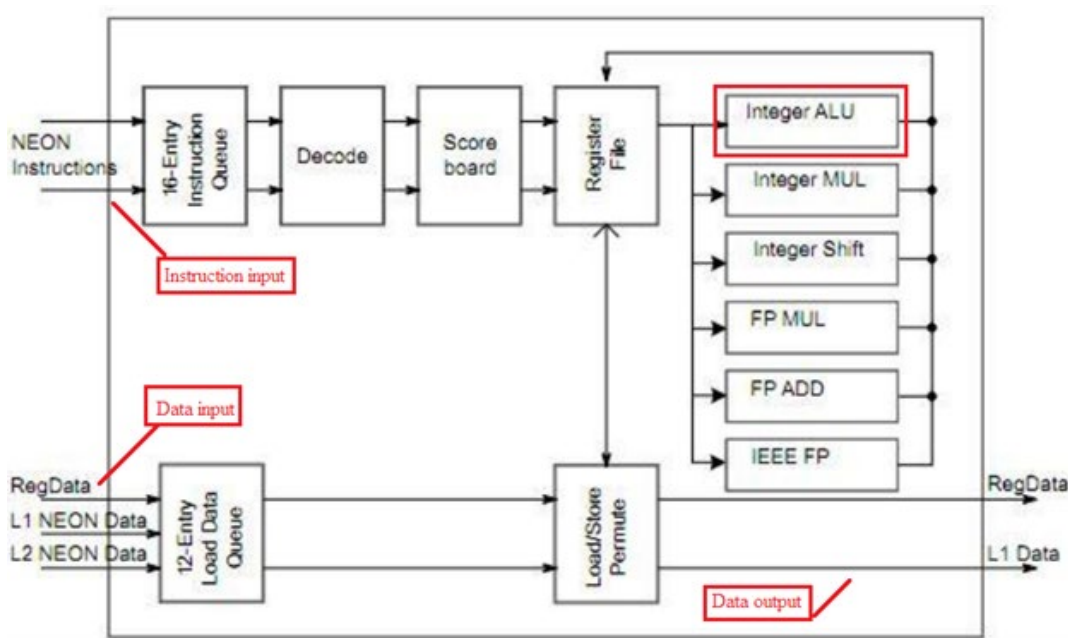 NEON
Instructions
16-Entry
Instruction
Queue
Decode
Score
board
Register
File
Integer ALU
Integer MUL
Integer Shift
FP MUL
FP ADD
IEEE FP
Instruction input
Data input
RegData
L1 NEON Data
L2 NEON Data
12-Entry
Load Data
Queue
Load/Store
Permute
RegData
L1 Data
Data output